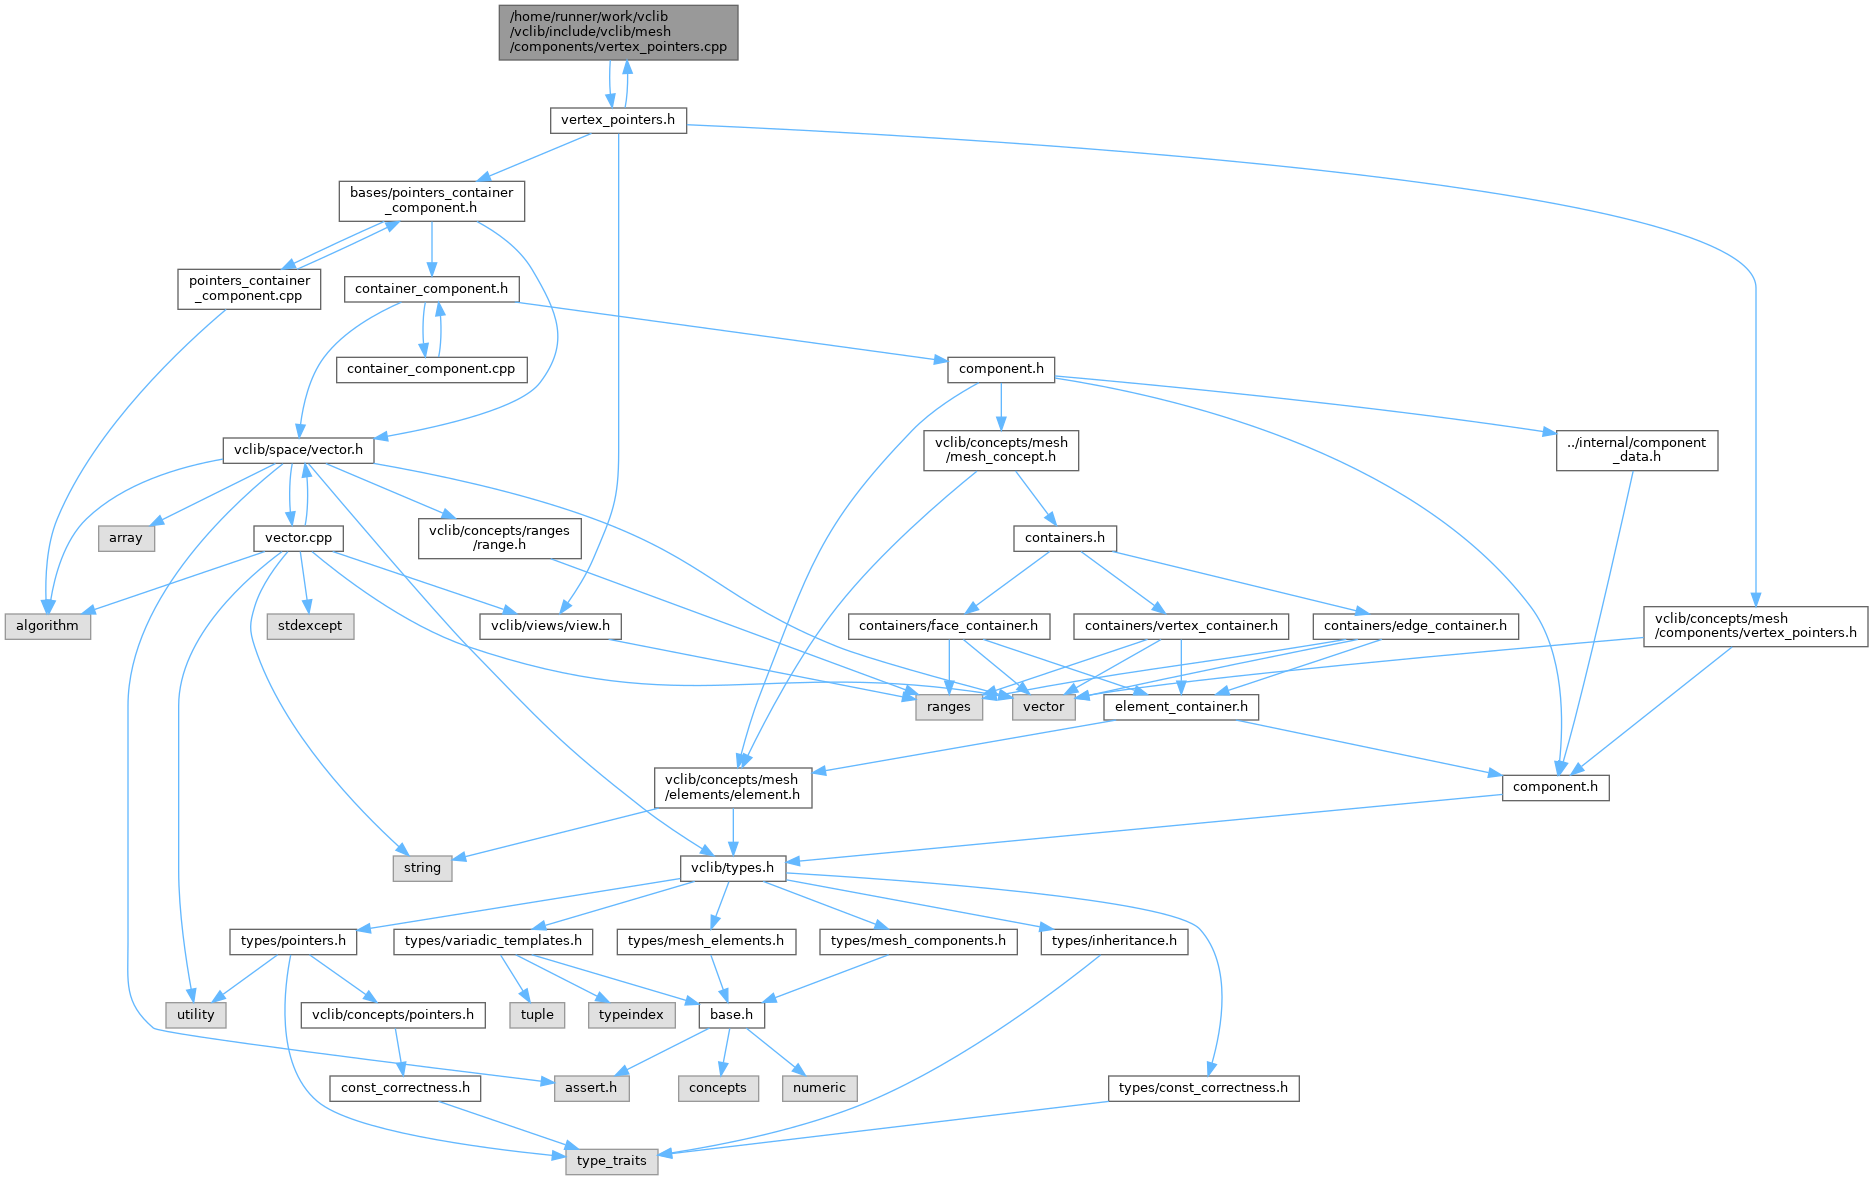 /home/runner/work/vclib
/vclib/include/vclib/mesh
/components/vertex_pointers.cpp
vertex_pointers.h
bases/pointers_container
_component.h
pointers_container
_component.cpp
container_component.h
container_component.cpp
component.h
vclib/space/vector.h
vclib/concepts/mesh
/mesh_concept.h
../internal/component
_data.h
array
vector.cpp
vclib/concepts/ranges
/range.h
containers.h
algorithm
stdexcept
vclib/views/view.h
containers/face_container.h
containers/vertex_container.h
containers/edge_container.h
vclib/concepts/mesh
/components/vertex_pointers.h
ranges
vector
element_container.h
vclib/concepts/mesh
/elements/element.h
component.h
string
vclib/types.h
types/pointers.h
types/variadic_templates.h
types/mesh_elements.h
types/mesh_components.h
types/inheritance.h
utility
vclib/concepts/pointers.h
tuple
typeindex
base.h
const_correctness.h
assert.h
concepts
numeric
types/const_correctness.h
type_traits